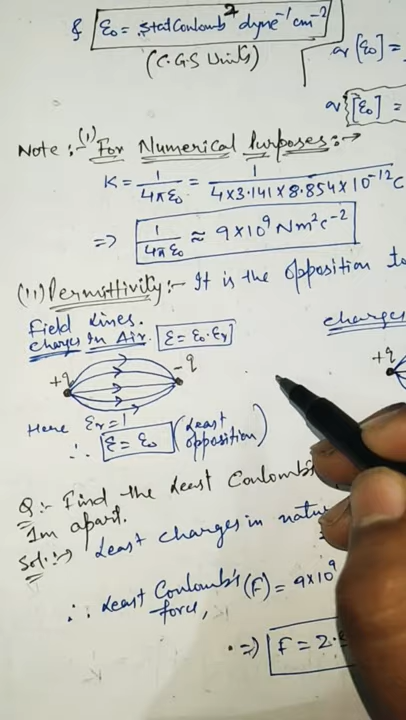 & ε₀ = statCoulomb² dyne⁻¹ cm⁻²
(C.G.S Units)
or [ε₀] =
or [ε₀] =
Note :- (1) For Numerical Purposes :→
K = 1/4πε₀ = 1/4×3.141×8.854×10⁻¹² C
=> 1/4πε₀ ≈ 9×10⁹ Nm²c⁻²
(11) Permittivity :- It is the opposition to
Field Lines.
Charges In Air. ε = ε₀.εr
charges
+q -q
+q
Here εr = 1
∴ ε = ε₀ (Least opposition)
Q :- Find the Least Coulomb's
1m apart.
Sol :→ Least charges in natu
∴ Least Coulomb's force, (F) = 9×10⁹
=> F = 2.